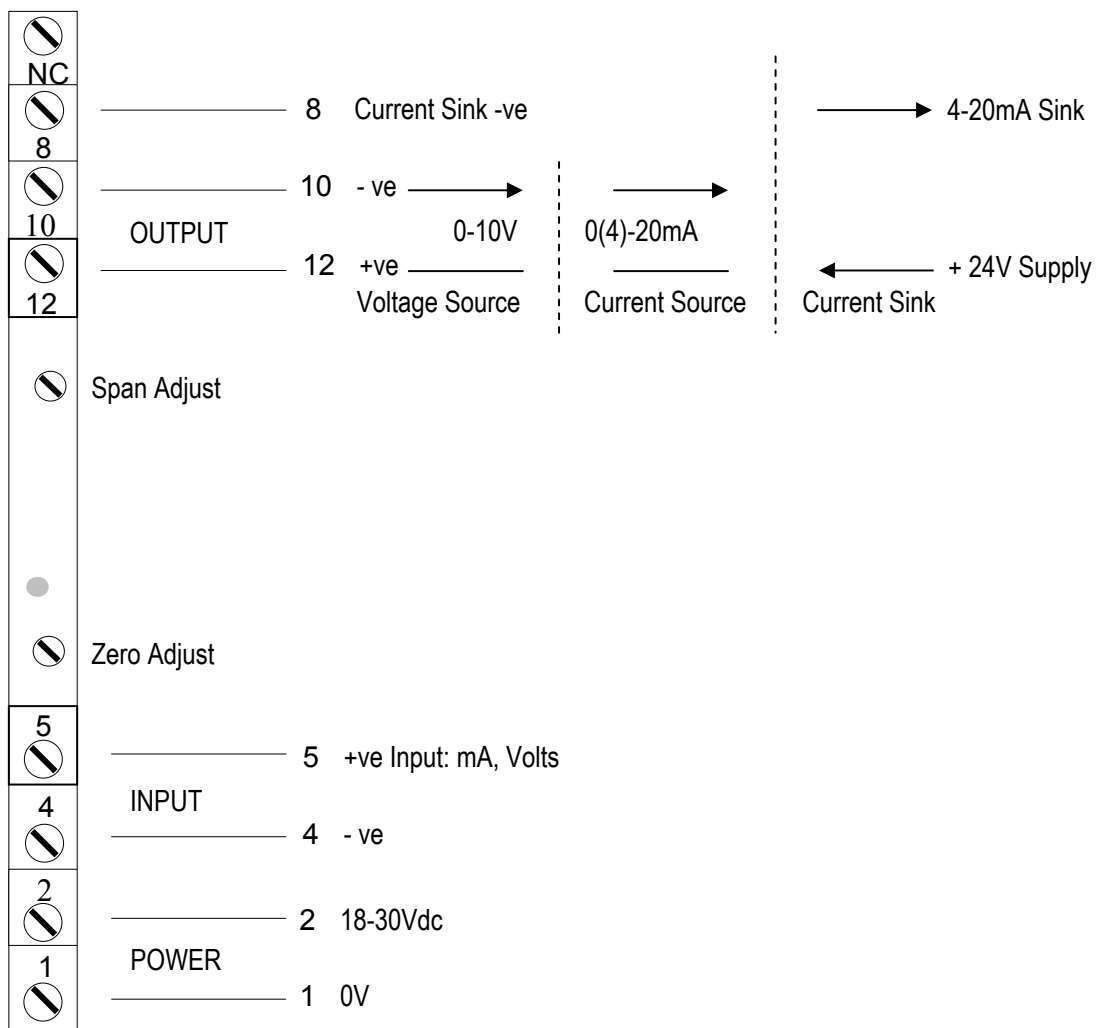 NC
8 8 Current Sink -ve 4-20mA Sink
10 10 - ve
OUTPUT 0-10V 0(4)-20mA
12 12 +ve + 24V Supply
Voltage Source Current Source Current Sink
Span Adjust
Zero Adjust
5 5 +ve Input: mA, Volts
INPUT
4 4 - ve
2 2 18-30Vdc
POWER
1 1 0V